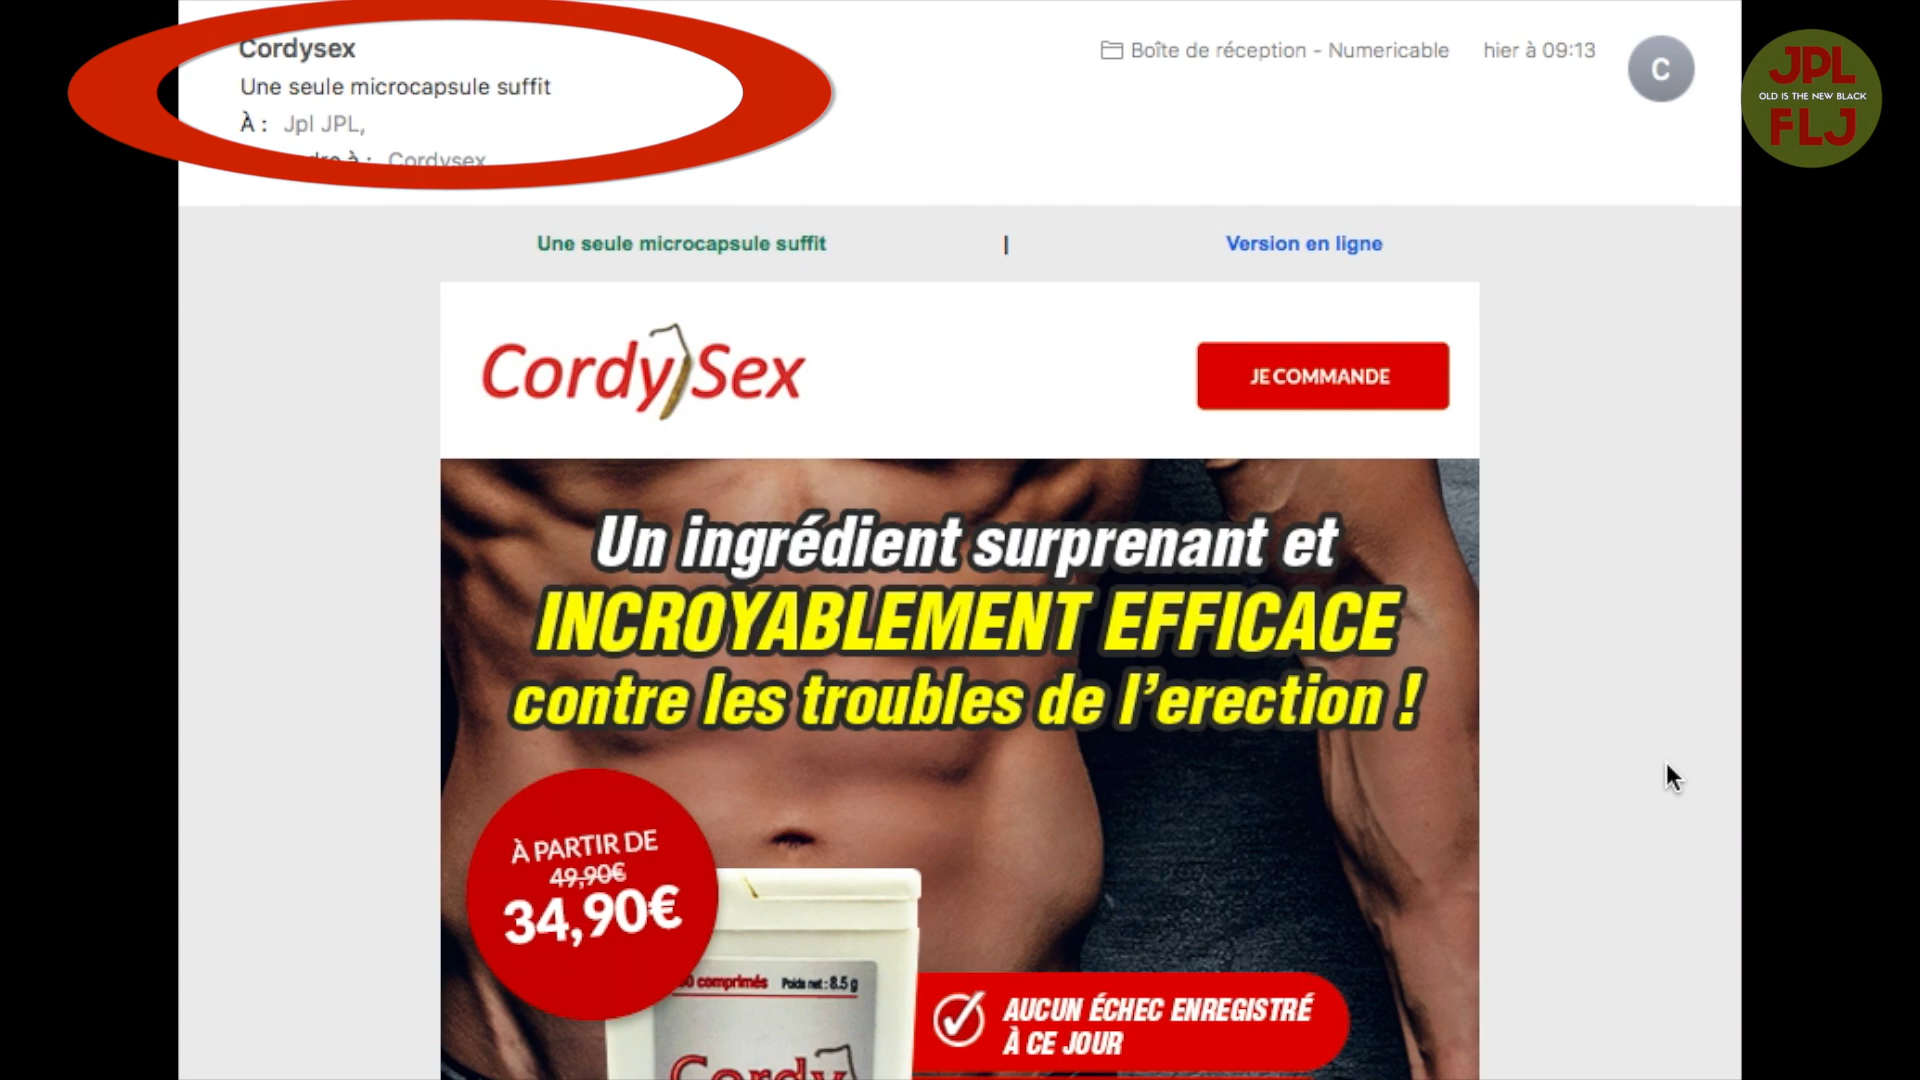 Cordysex
Une seule microcapsule suffit
À : Jpl JPL,
à : Cordysex
Boîte de réception - Numericable
hier à 09:13
C
JPL
OLD IS THE NEW BLACK
FLJ
Une seule microcapsule suffit | Version en ligne
CordySex
JE COMMANDE
Un ingrédient surprenant et
INCROYABLEMENT EFFICACE
contre les troubles de l'erection !
À PARTIR DE
49,90€
34,90€
comprimés Poids net : 8.5 g
Cordy
AUCUN ÉCHEC ENREGISTRÉ
À CE JOUR